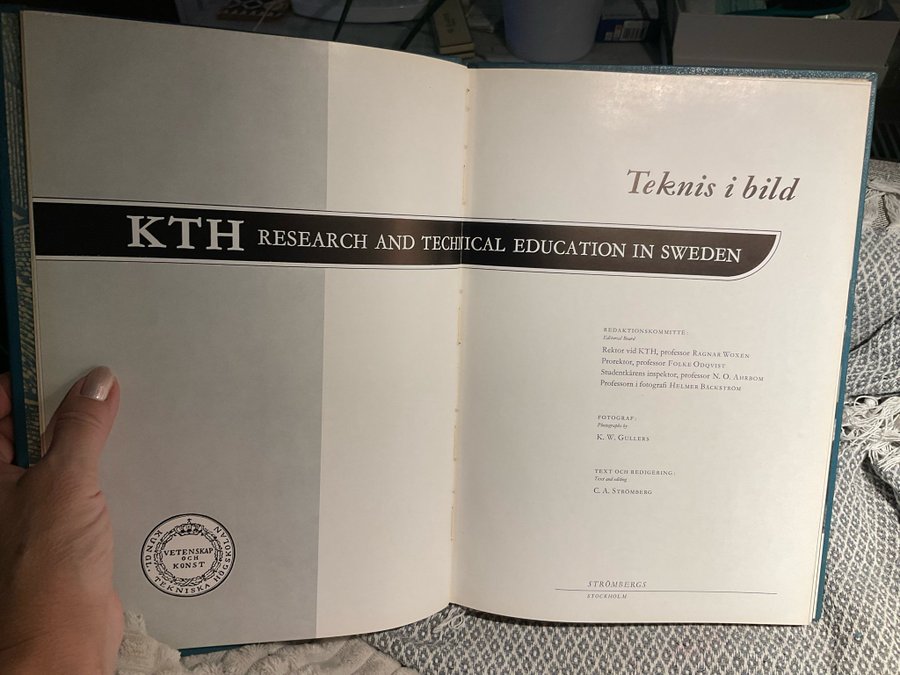 Teknis i bild
KTH RESEARCH AND TECHNICAL EDUCATION IN SWEDEN
REDAKTIONSKOMMITTE:
Editorial Board
Rektor vid KTH, professor RAGNAR WOXEN
Prorektor, professor FOLKE ODQVIST
Studentkårens inspektor, professor N. O. AHRBOM
Professorn i fotografi HELMER BÄCKSTRÖM
FOTOGRAF:
Photographs by
K. W. GULLERS
TEXT OCH REDIGERING:
Text and editing
C. A. STRÖMBERG
STRÖMBERGS
STOCKHOLM
KUNGL. TEKNISKA HÖGSKOLAN
VETENSKAP
OCH
KONST